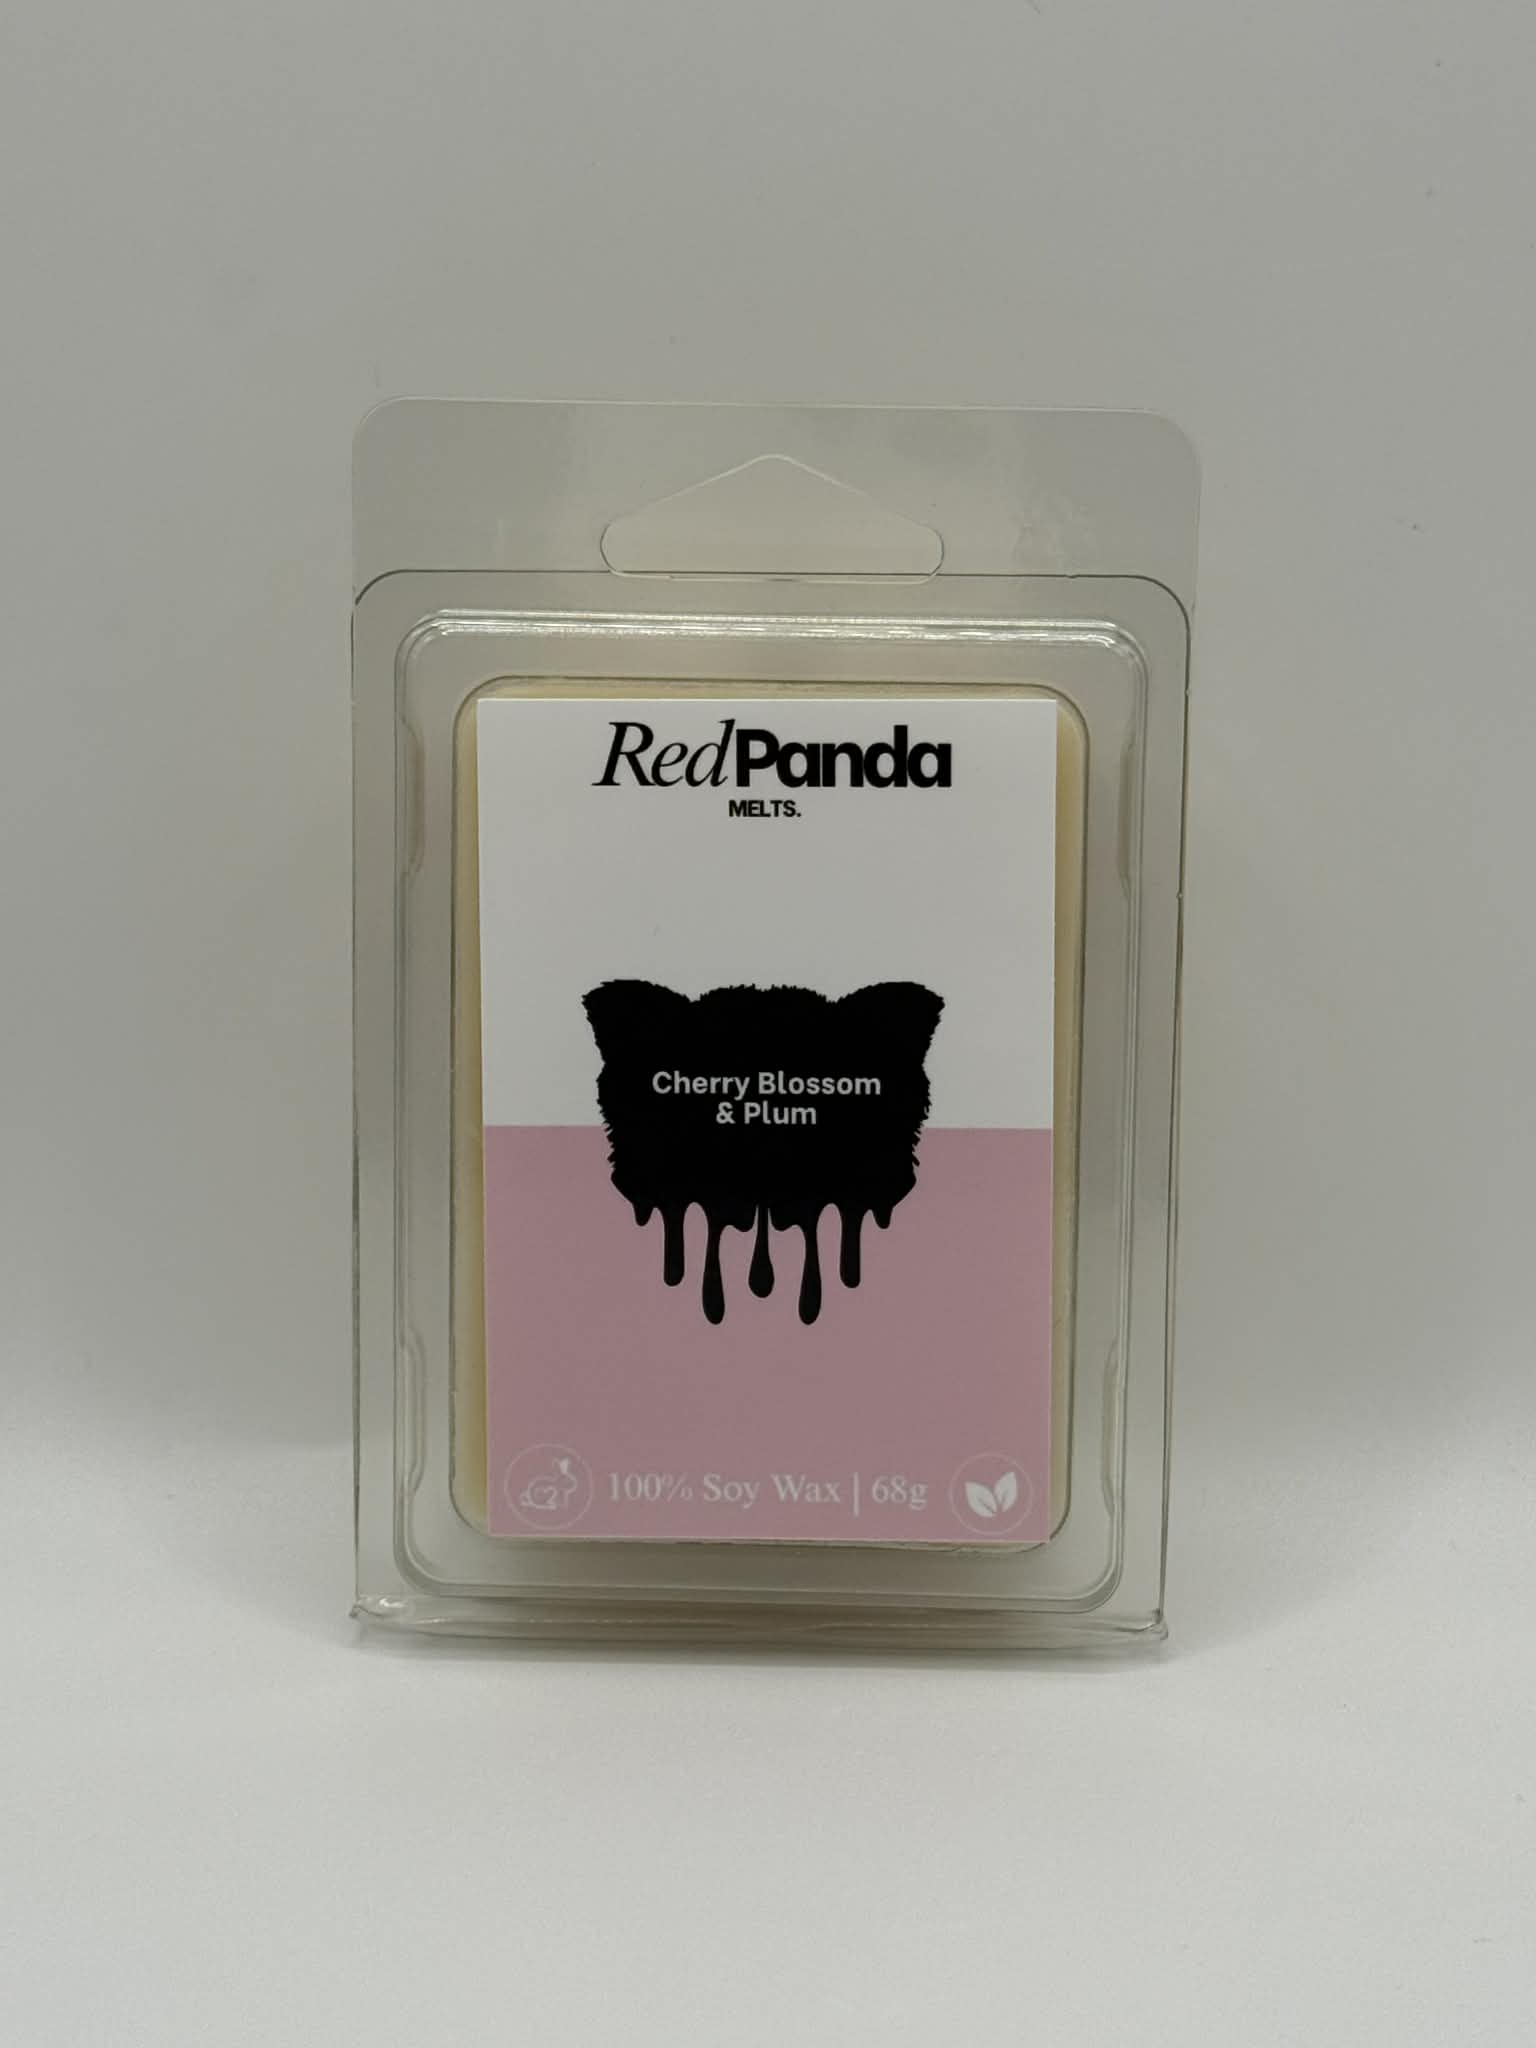 RedPanda
MELTS.
Cherry Blossom
& Plum
100% Soy Wax | 68g